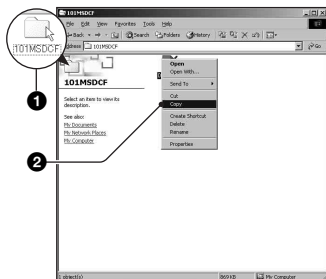 101MSDCF
File Edit View Favorites Tools Help
Back Search Folders History
Address 101MSDCF Go
101MSDCF
101MSDCF
Select an item to view its description.
See also:
My Documents
My Network Places
My Computer
Open
Open With...
Send To
Cut
Copy
Create Shortcut
Delete
Rename
Properties
1
2
1 object(s) 869 KB My Computer